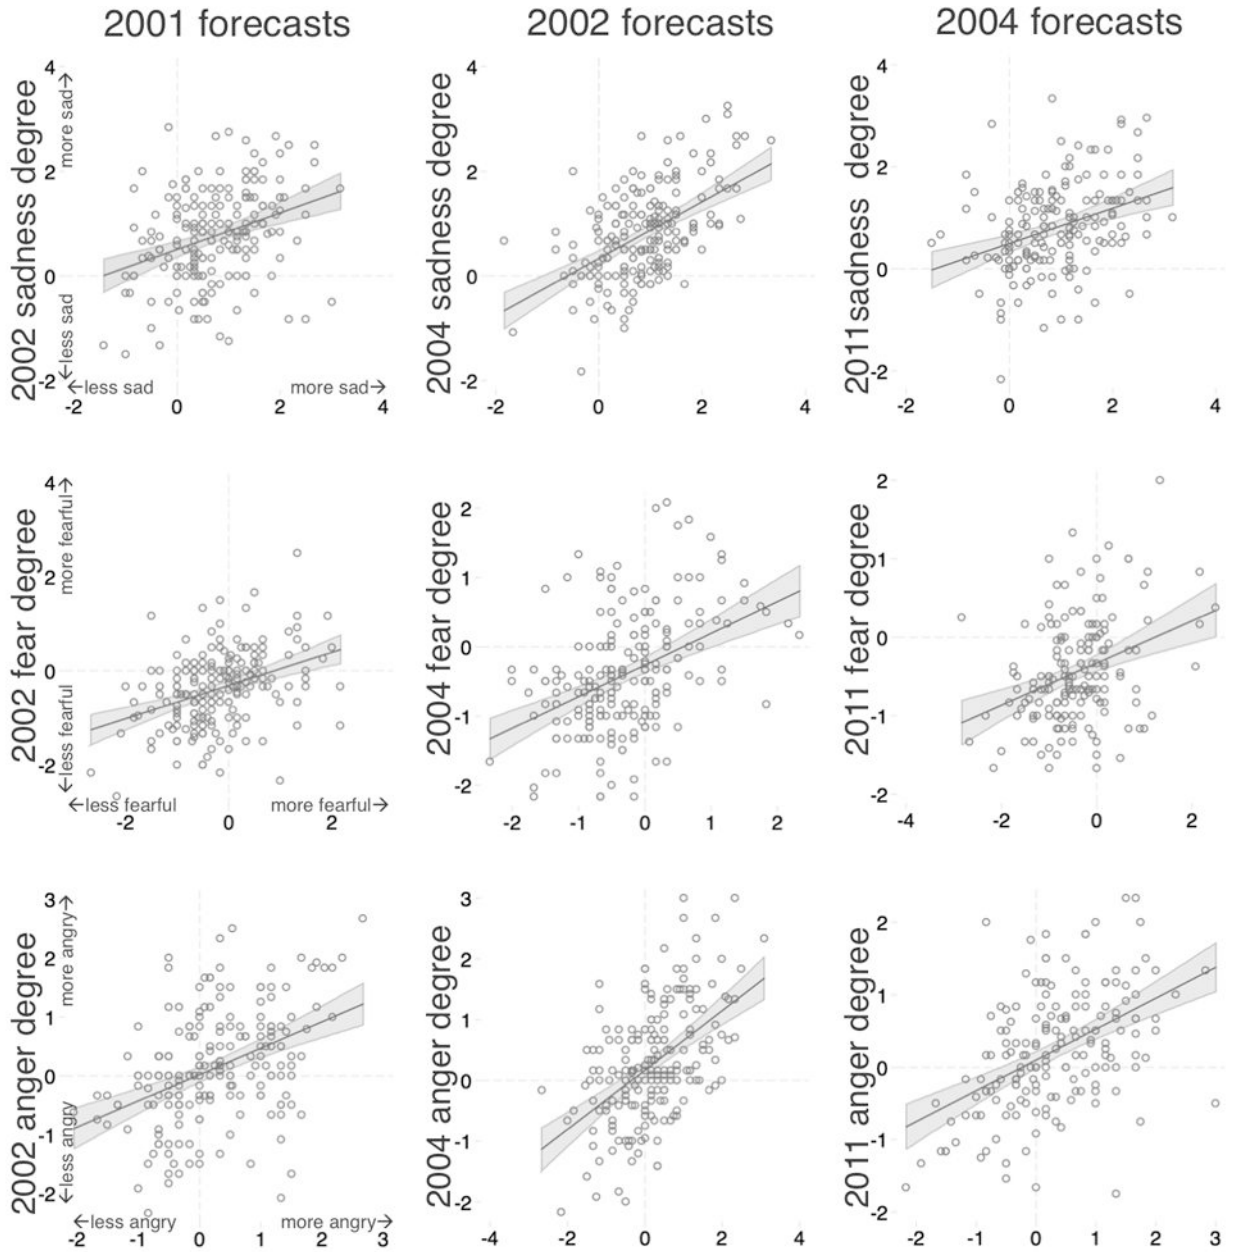 2001 forecasts
2002 forecasts
2004 forecasts
2002 sadness degree
←less sad
more sad→
4
2
0
-2
←less sad
more sad→
-2 0 2 4
2004 sadness degree
4
2
0
-2
-2 0 2 4
2011 sadness degree
4
2
0
-2
-2 0 2 4
2002 fear degree
←less fearful
more fearful→
4
2
0
-2
←less fearful
more fearful→
-2 0 2
2004 fear degree
2
1
0
-1
-2
-2 -1 0 1 2
2011 fear degree
2
1
0
-1
-2
-4 -2 0 2
2002 anger degree
←less angry
more angry→
3
2
1
0
-1
-2
←less angry
more angry→
-2 -1 0 1 2 3
2004 anger degree
3
2
1
0
-1
-2
-4 -2 0 2 4
2011 anger degree
2
1
0
-1
-2
-2 -1 0 1 2 3